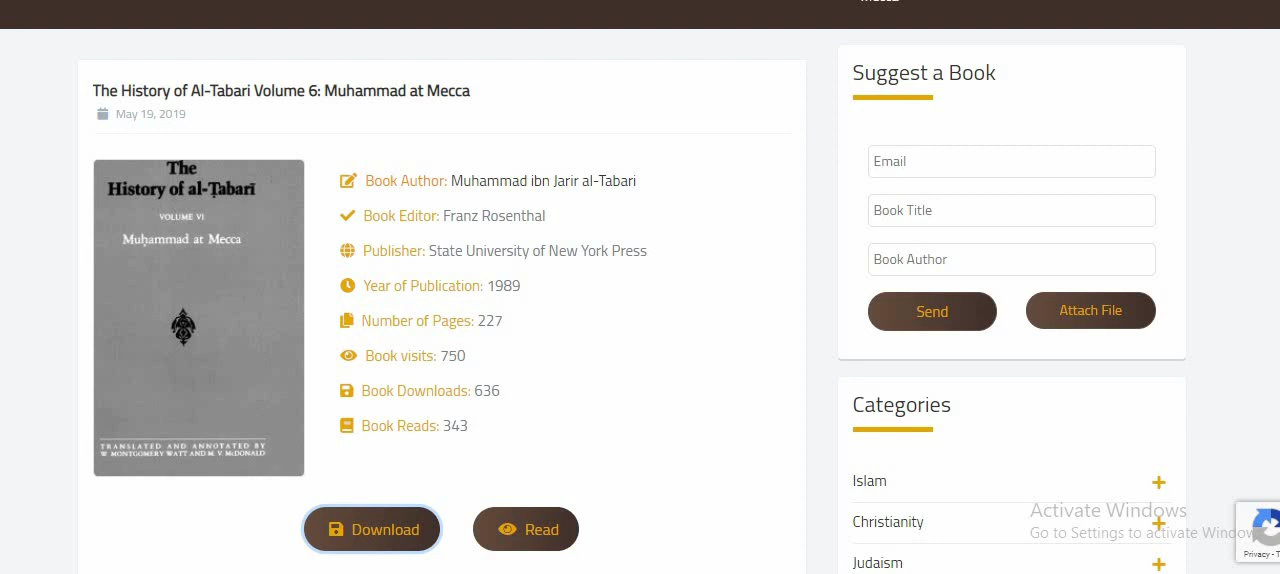 The History of Al-Tabari Volume 6: Muhammad at Mecca
May 19, 2019
The
History of al-Ṭabarī
VOLUME VI
Muḥammad at Mecca
TRANSLATED AND ANNOTATED BY
W. MONTGOMERY WATT AND M. V. McDONALD
Book Author: Muhammad ibn Jarir al-Tabari
Book Editor: Franz Rosenthal
Publisher: State University of New York Press
Year of Publication: 1989
Number of Pages: 227
Book visits: 750
Book Downloads: 636
Book Reads: 343
Download
Read
Suggest a Book
Email
Book Title
Book Author
Send
Attach File
Categories
Islam
Christianity
Judaism
Activate Windows
Go to Settings to activate Window
Privacy - T